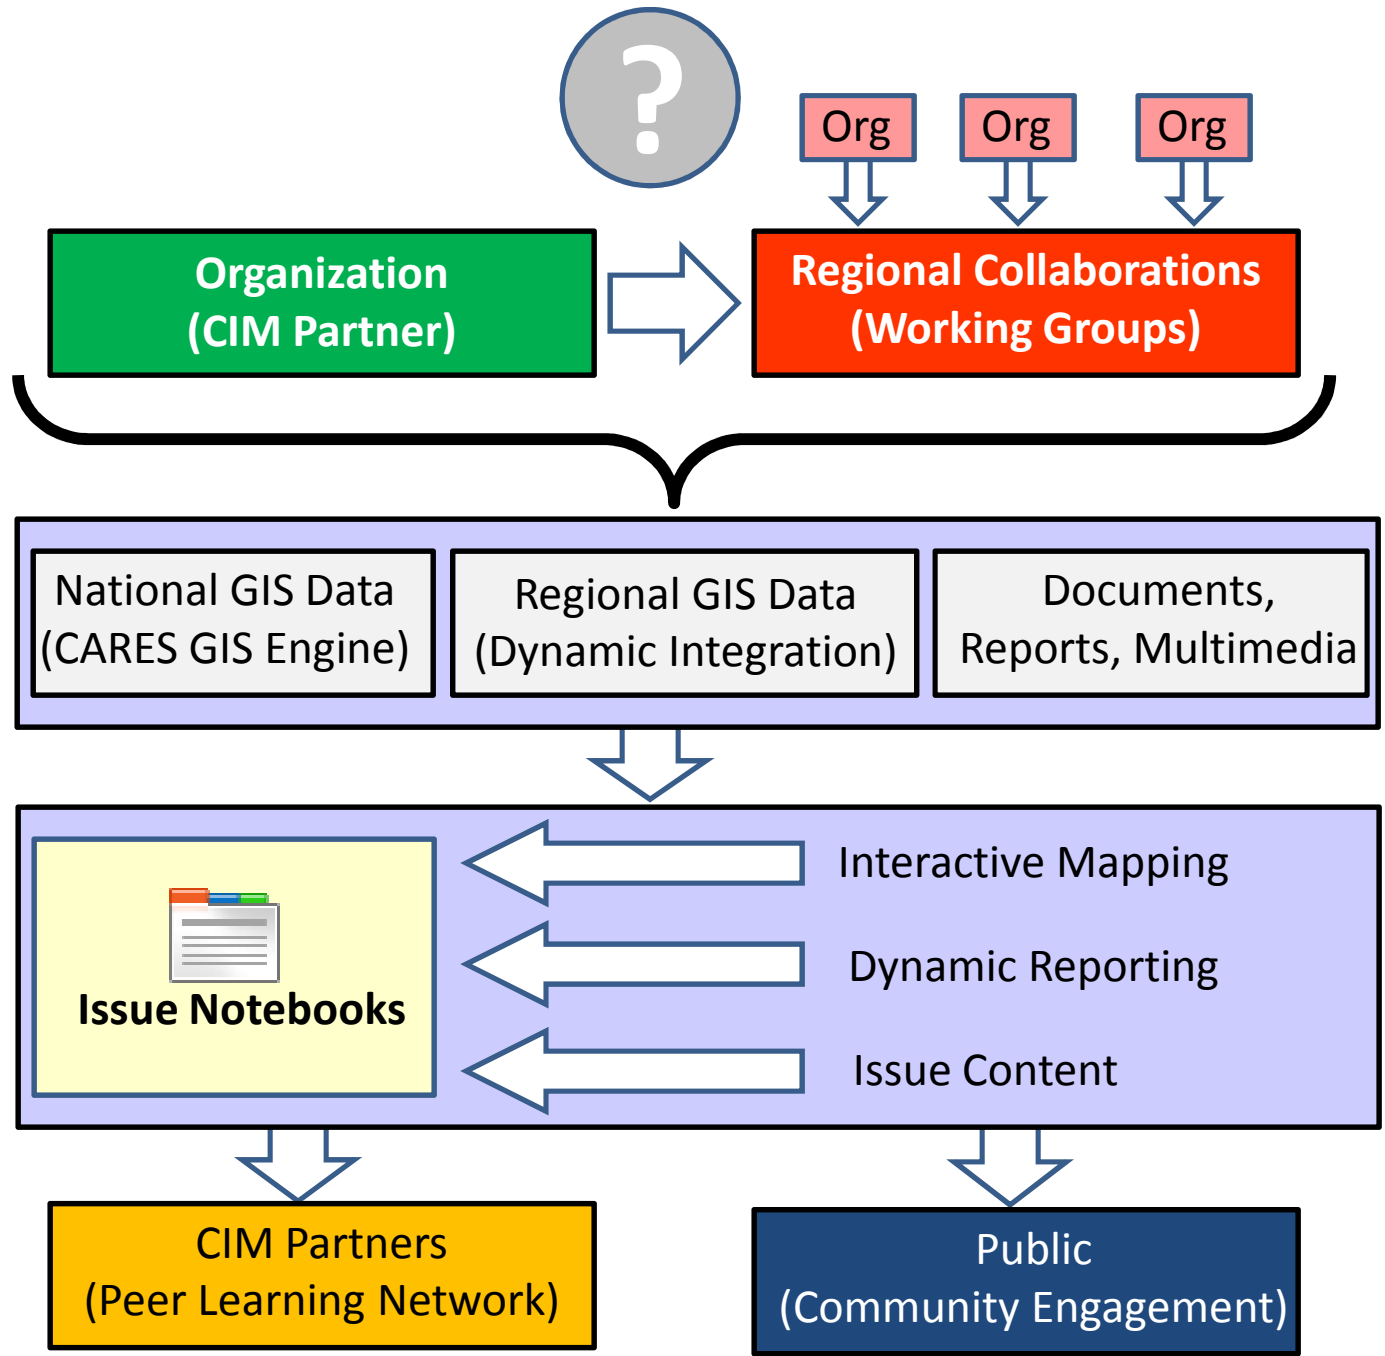 ?
Org
Org
Org
Organization
(CIM Partner)
Regional Collaborations
(Working Groups)
National GIS Data
(CARES GIS Engine)
Regional GIS Data
(Dynamic Integration)
Documents,
Reports, Multimedia
Issue Notebooks
Interactive Mapping
Dynamic Reporting
Issue Content
CIM Partners
(Peer Learning Network)
Public
(Community Engagement)